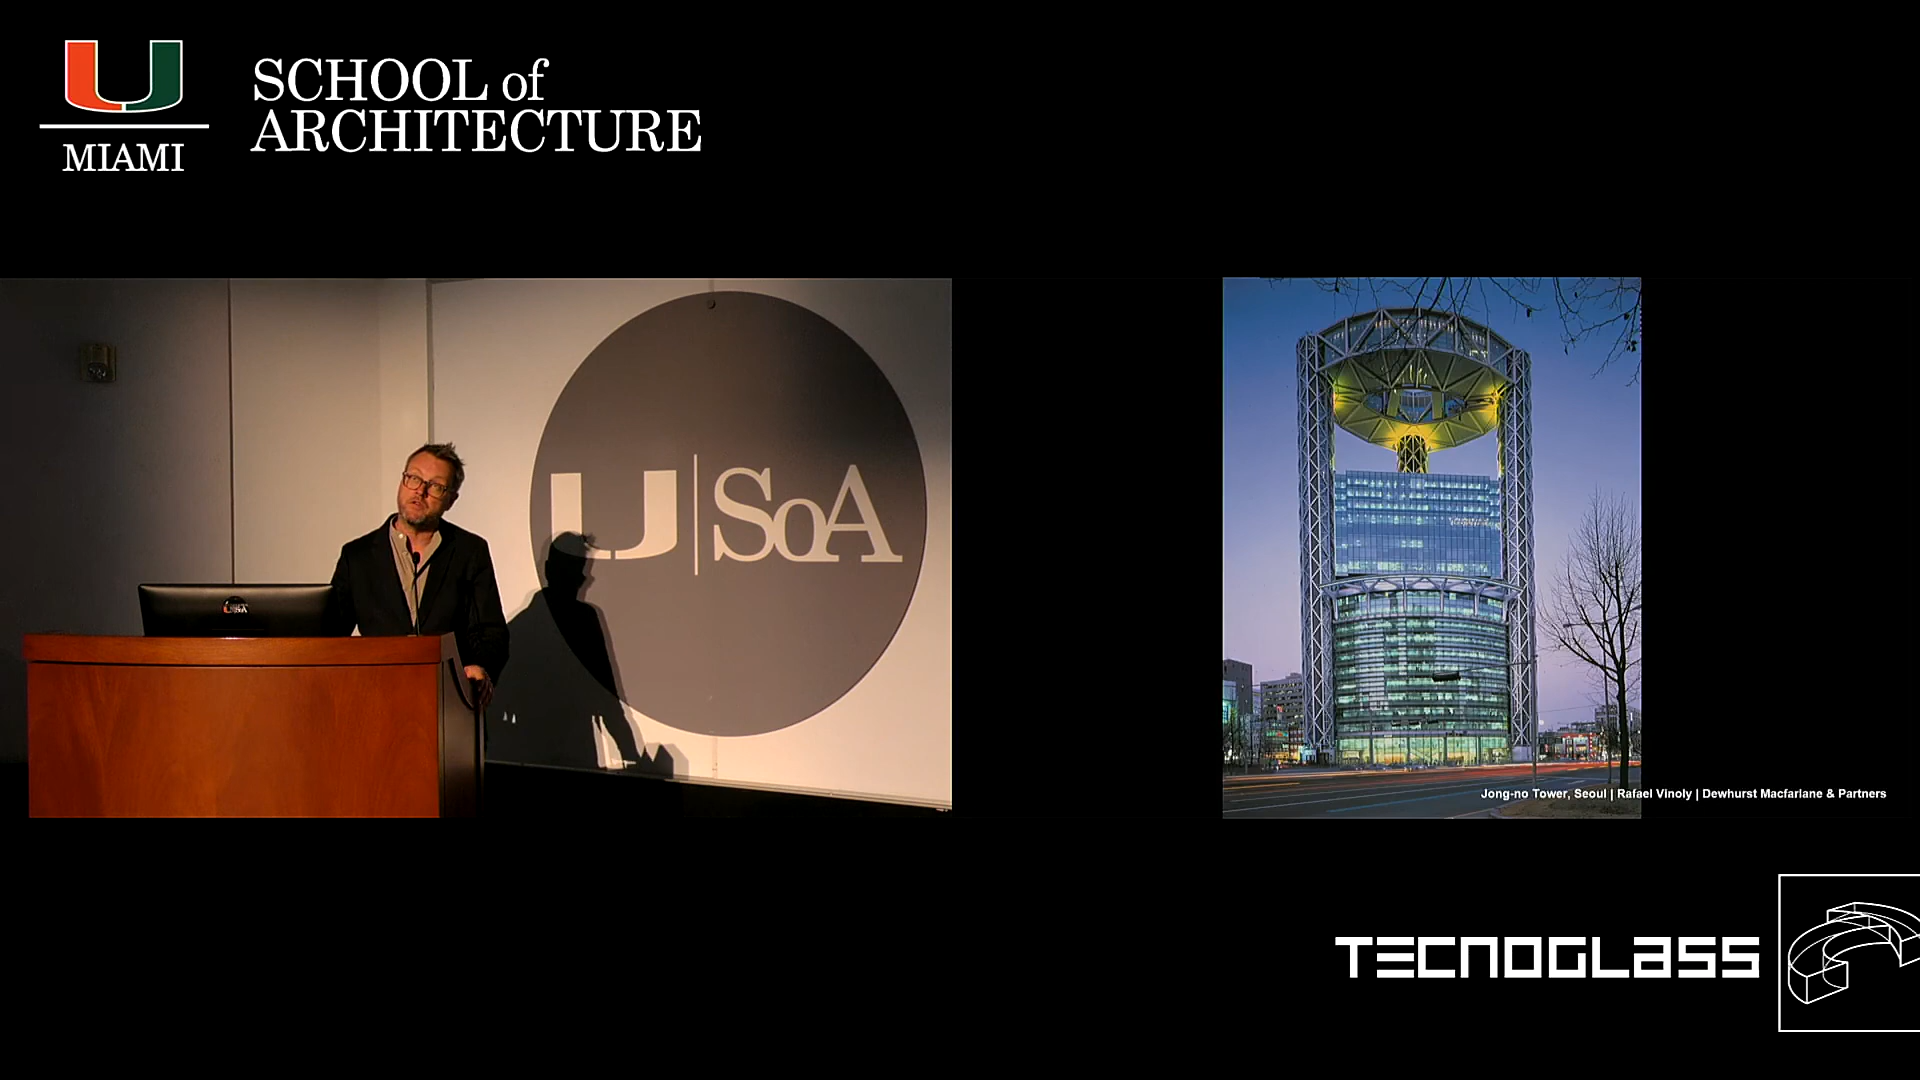 MIAMI
SCHOOL of
ARCHITECTURE
U | SoA
Jong-no Tower, Seoul | Rafael Vinoly | Dewhurst Macfarlane & Partners
TECNOGLASS